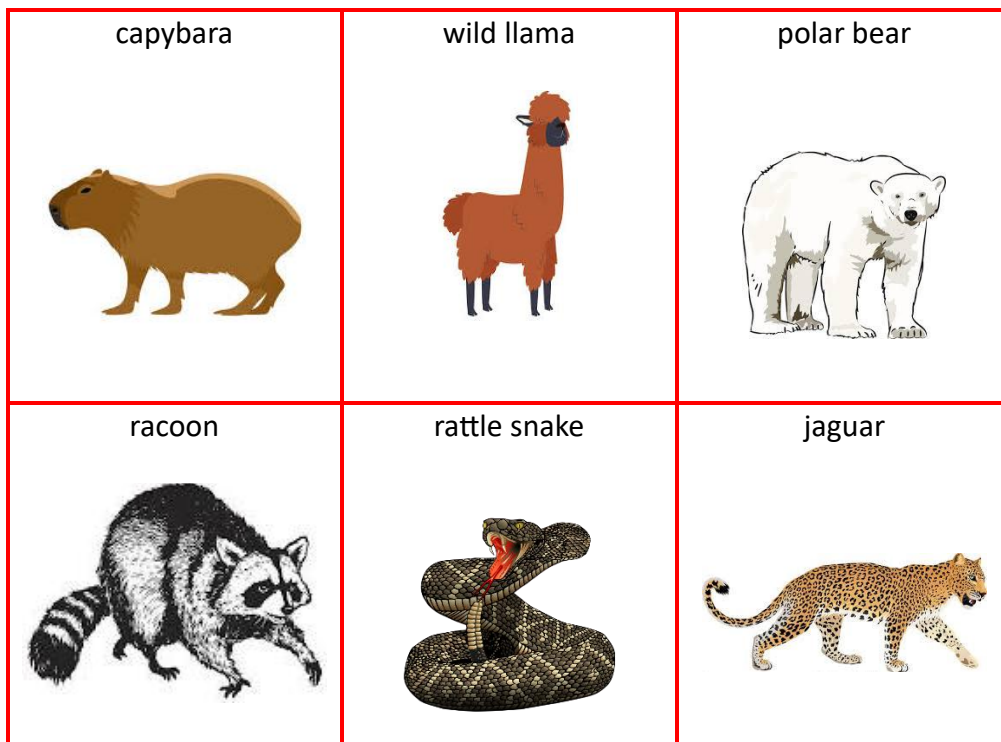 capybara
wild llama
polar bear
racoon
rattle snake
jaguar